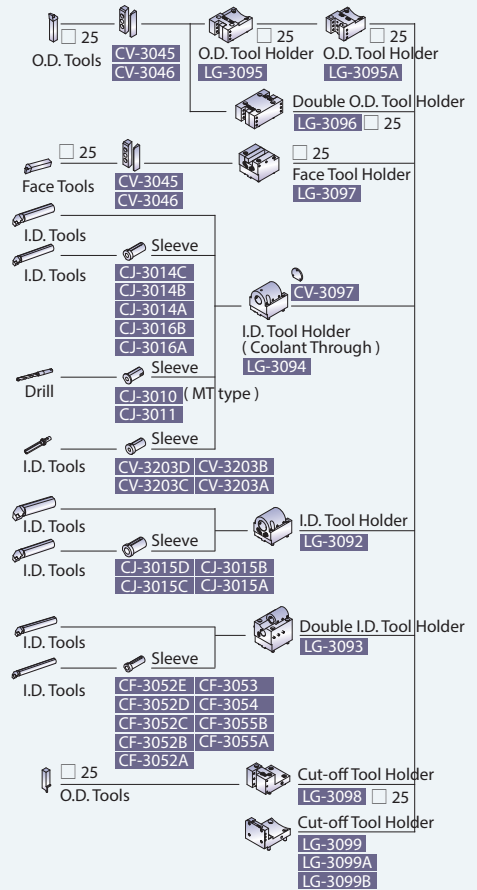 □ 25
O.D. Tools
CV-3045
CV-3046
□ 25
O.D. Tool Holder
LG-3095
□ 25
O.D. Tool Holder
LG-3095A
Double O.D. Tool Holder
LG-3096 □ 25
□ 25
Face Tools
CV-3045
CV-3046
□ 25
Face Tool Holder
LG-3097
I.D. Tools
I.D. Tools
Sleeve
CJ-3014C
CJ-3014B
CJ-3014A
CJ-3016B
CJ-3016A
CV-3097
I.D. Tool Holder
( Coolant Through )
LG-3094
Drill
Sleeve
CJ-3010 ( MT type )
CJ-3011
I.D. Tools
Sleeve
CV-3203D CV-3203B
CV-3203C CV-3203A
I.D. Tools
I.D. Tools
Sleeve
CJ-3015D CJ-3015B
CJ-3015C CJ-3015A
I.D. Tool Holder
LG-3092
I.D. Tools
I.D. Tools
Sleeve
CF-3052E CF-3053
CF-3052D CF-3054
CF-3052C CF-3055B
CF-3052B CF-3055A
CF-3052A
Double I.D. Tool Holder
LG-3093
□ 25
O.D. Tools
Cut-off Tool Holder
LG-3098 □ 25
Cut-off Tool Holder
LG-3099
LG-3099A
LG-3099B